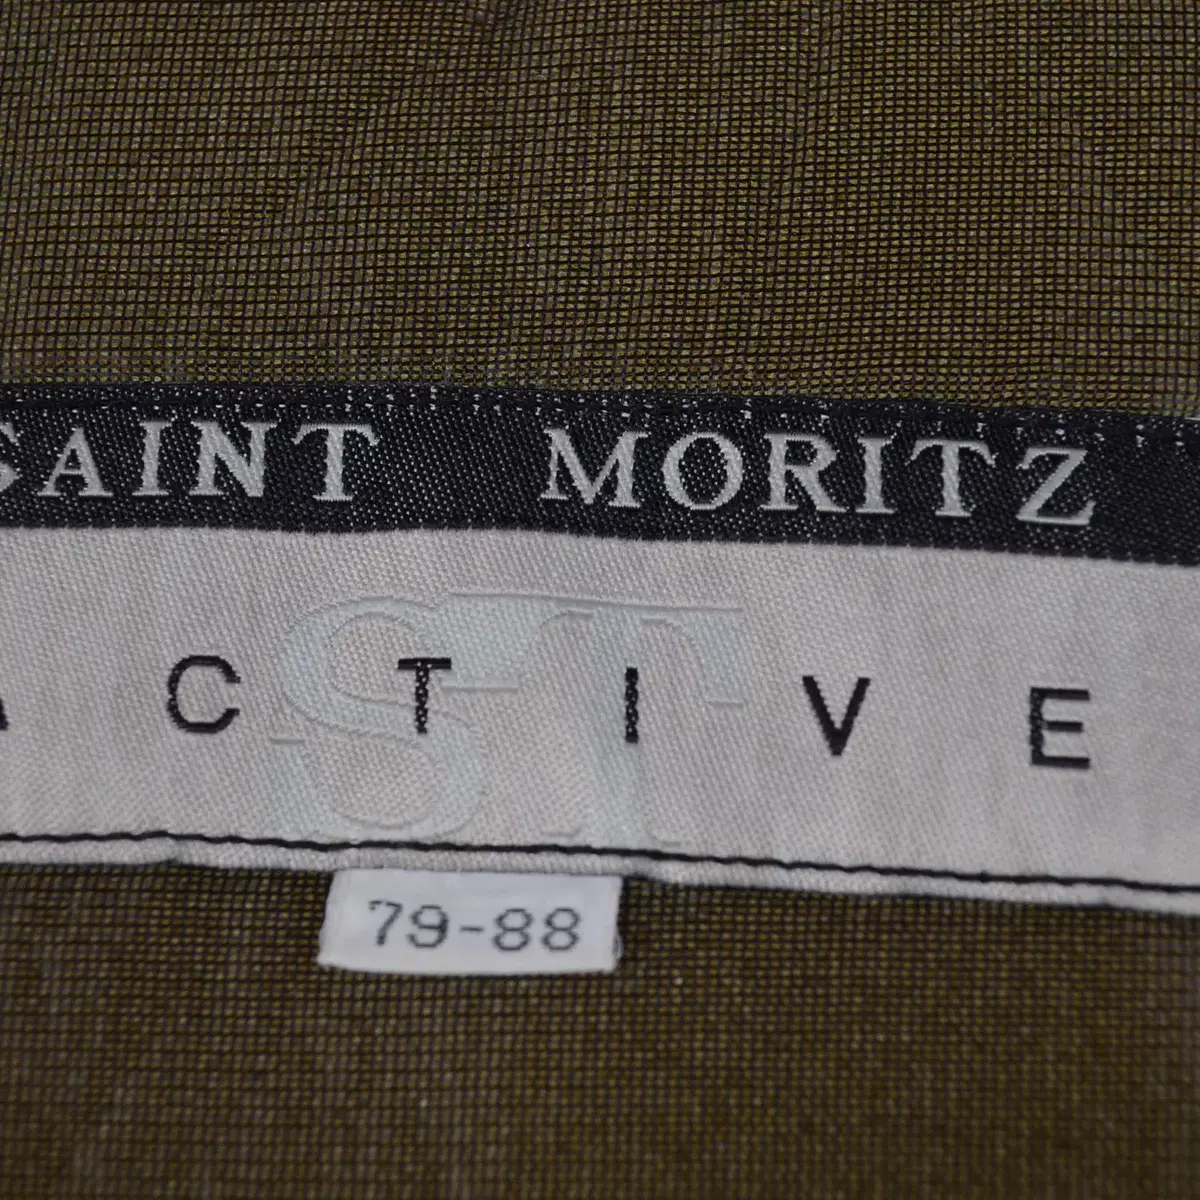 SAINT MORITZ
ST
ACTIVE
79-88